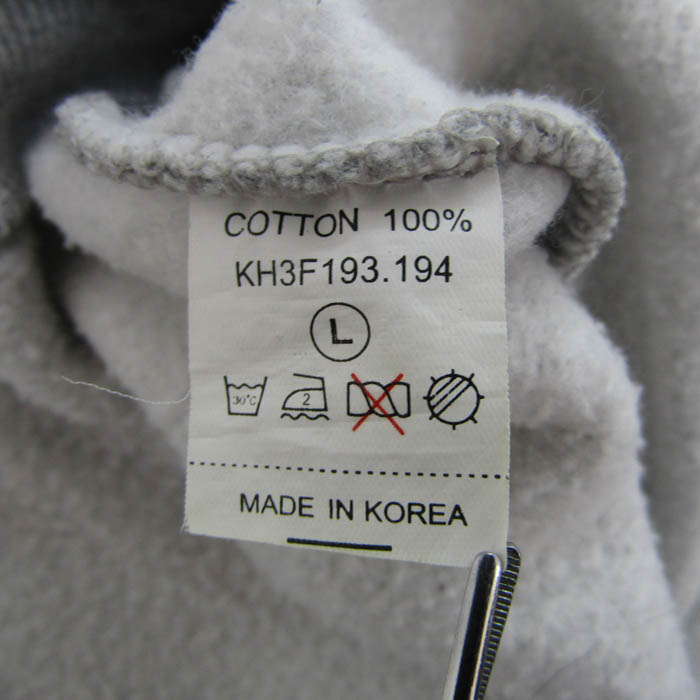 COTTON 100%
KH3F193.194
L
30°C 2
MADE IN KOREA